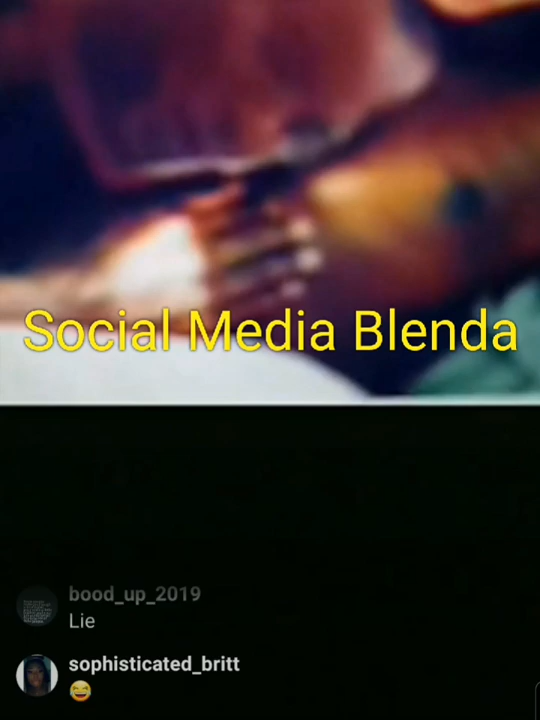 Social Media Blenda
bood_up_2019
Lie
sophisticated_britt
😂